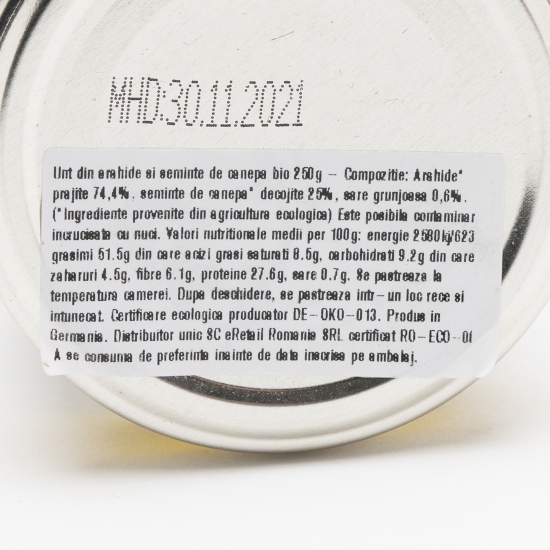 MHD:30.11.2021
Unt din arahide si seminte de canepa bio 250g – Compozitie: Arahide*
prajite 74,4%, seminte de canepa* decojite 25%, sare grunjoasa 0,6%.
(*Ingrediente provenite din agricultura ecologica) Este posibila contaminar
incrucisata cu nuci. Valori nutritionale medii per 100g: energie 2580kj/623
grasimi 51.5g din care acizi grasi saturati 8.5g, carbohidrati 9.2g din care
zaharuri 4.5g, fibre 6.1g, proteine 27.6g, sare 0.7g. Se pastreaza la
temperatura camerei. Dupa deschidere, se pastreaza intr–un loc rece si
intunecat. Certificare ecologica producator DE–OKO–013. Produs in
Germania. Distribuitor unic SC eRetail Romania SRL certificat RO–ECO–01
A se consuma de preferinta inainte de data inscrisa pe ambalaj.